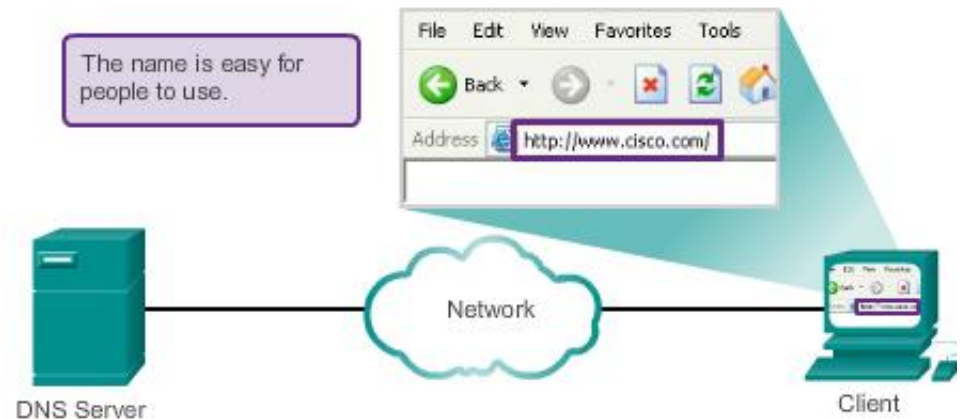 The name is easy for
people to use.
File Edit View Favorites Tools
Back
Address http://www.cisco.com/
Network
DNS Server
Client